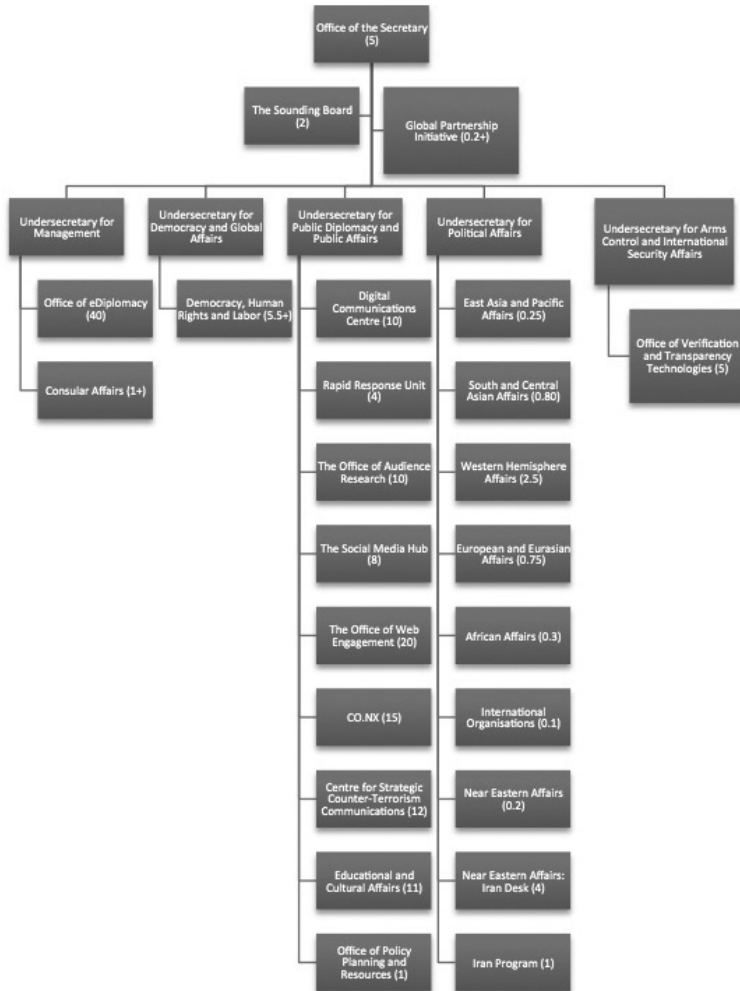 Office of the Secretary
(5)
The Sounding Board
(2)
Global Partnership
Initiative (0.2+)
Undersecretary for
Management
Undersecretary for
Democracy and Global
Affairs
Undersecretary for
Public Diplomacy and
Public Affairs
Undersecretary for
Political Affairs
Undersecretary for Arms
Control and International
Security Affairs
Office of eDiplomacy
(40)
Consular Affairs (1+)
Democracy, Human
Rights and Labor (5.5+)
Digital
Communications
Centre (10)
Rapid Response Unit
(4)
The Office of Audience
Research (10)
The Social Media Hub
(8)
The Office of Web
Engagement (20)
CO.NX (15)
Centre for Strategic
Counter-Terrorism
Communications (12)
Educational and
Cultural Affairs (11)
Office of Policy
Planning and
Resources (1)
East Asia and Pacific
Affairs (0.25)
South and Central
Asian Affairs (0.80)
Western Hemisphere
Affairs (2.5)
European and Eurasian
Affairs (0.75)
African Affairs (0.3)
International
Organisations (0.1)
Near Eastern Affairs
(0.2)
Near Eastern Affairs:
Iran Desk (4)
Iran Program (1)
Office of Verification
and Transparency
Technologies (5)